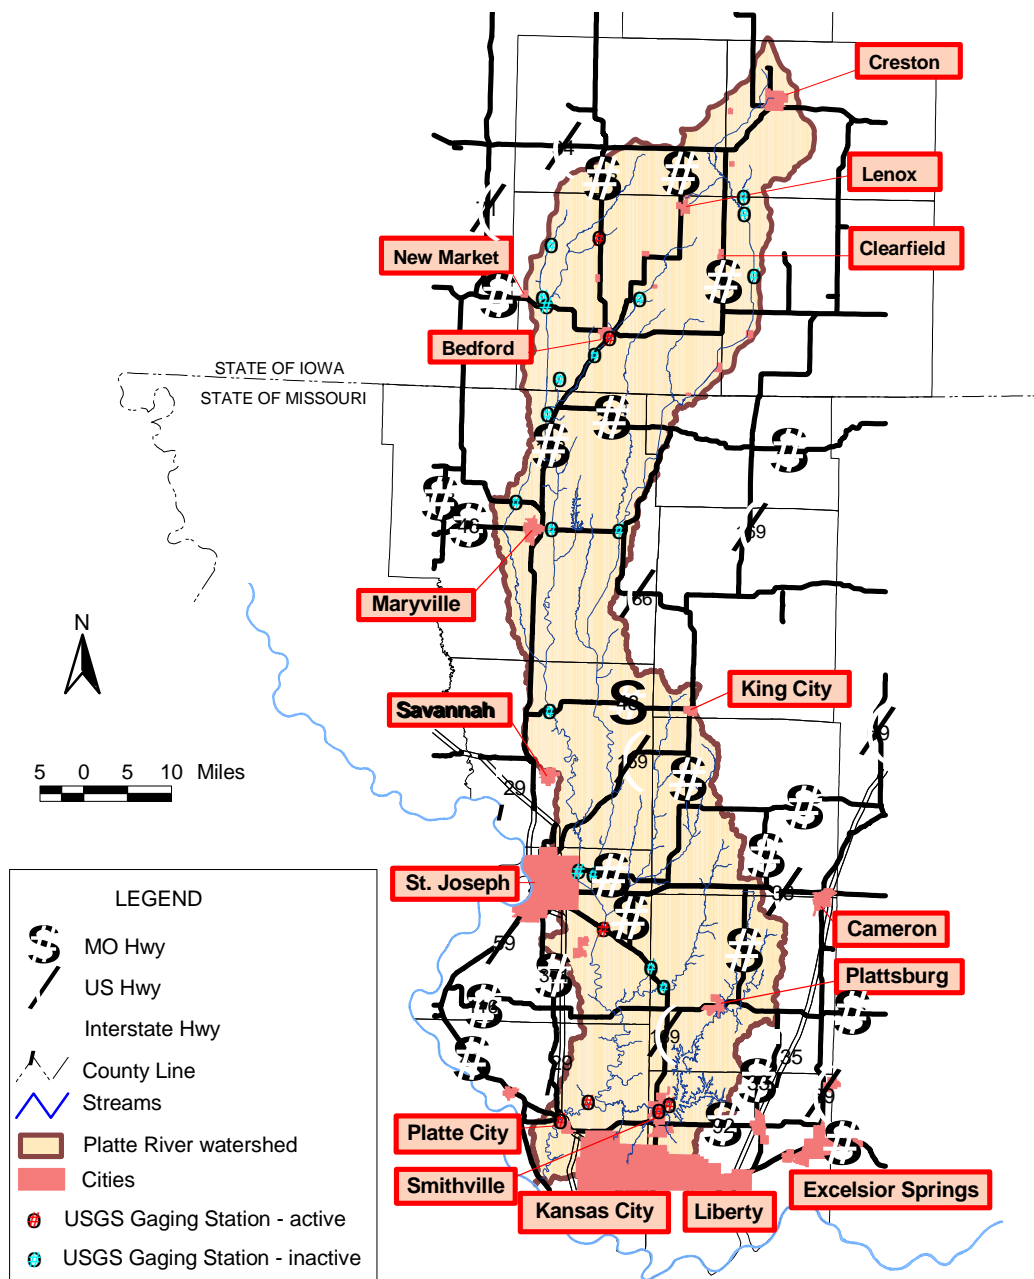 Creston
Lenox
Clearfield
New Market
Bedford
STATE OF IOWA
STATE OF MISSOURI
46
69
Maryville
N
King City
48
Savannah
169
29
5 0 5 10 Miles
St. Joseph
LEGEND
MO Hwy
US Hwy
Interstate Hwy
County Line
Streams
Platte River watershed
Cities
USGS Gaging Station - active
USGS Gaging Station - inactive
59
Cameron
Plattsburg
35
33
92
Platte City
Smithville
Kansas City
Liberty
Excelsior Springs